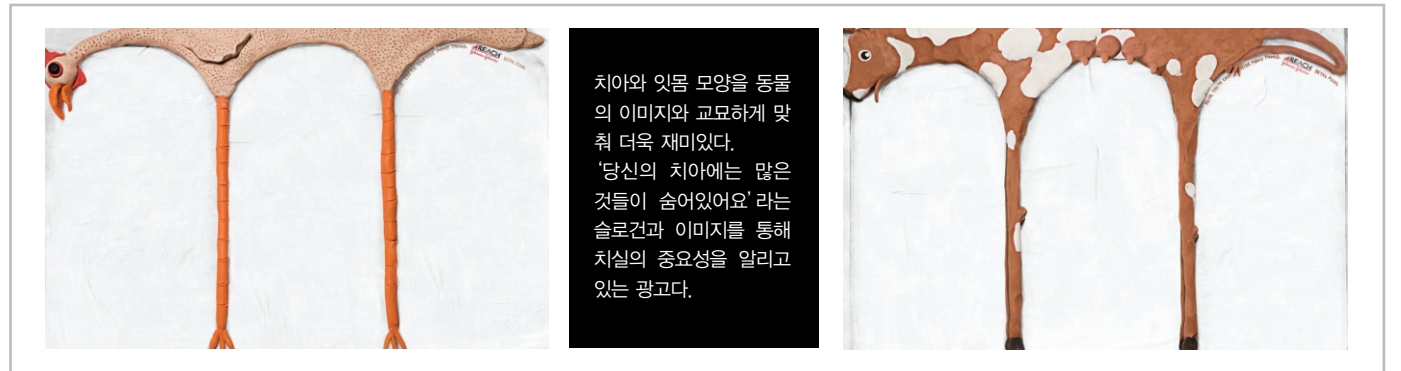 REACH
치아와 잇몸 모양을 동물
의 이미지와 교묘하게 맞
춰 더욱 재미있다.
‘당신의 치아에는 많은
것들이 숨어있어요’라는
슬로건과 이미지를 통해
치실의 중요성을 알리고
있는 광고다.
REACH